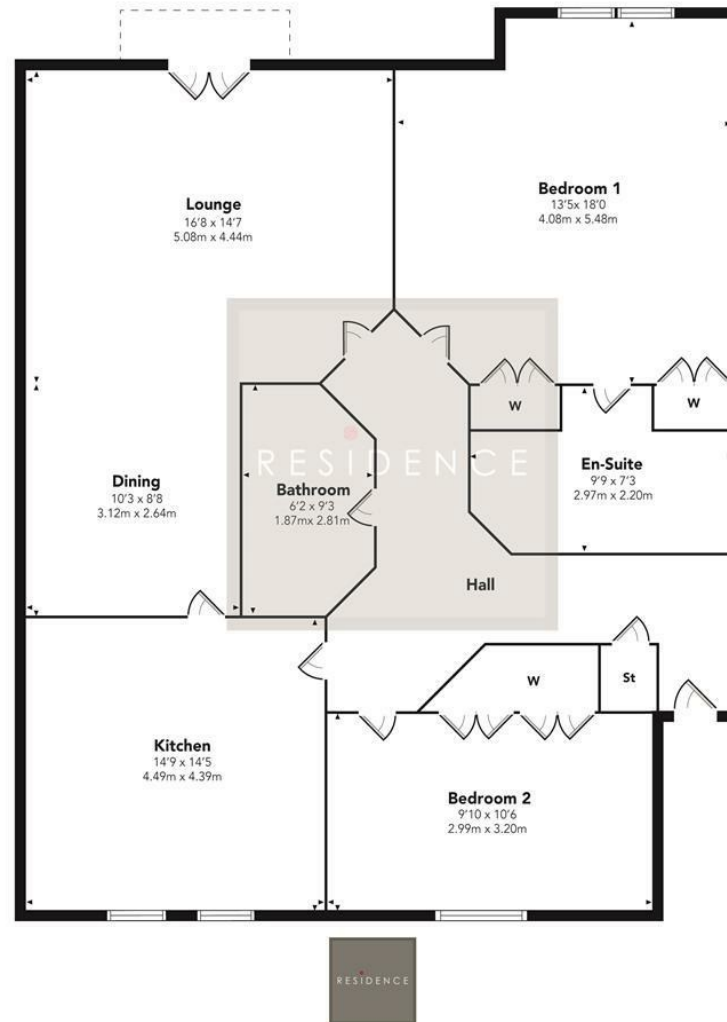 Lounge
16'8 x 14'7
5.08m x 4.44m
Bedroom 1
13'5x 18'0
4.08m x 5.48m
W
W
RESIDENCE
En-Suite
9'9 x 7'3
2.97m x 2.20m
Dining
10'3 x 8'8
3.12m x 2.64m
Bathroom
6'2 x 9'3
1.87mx 2.81m
Hall
W
St
Kitchen
14'9 x 14'5
4.49m x 4.39m
Bedroom 2
9'10 x 10'6
2.99m x 3.20m
RESIDENCE